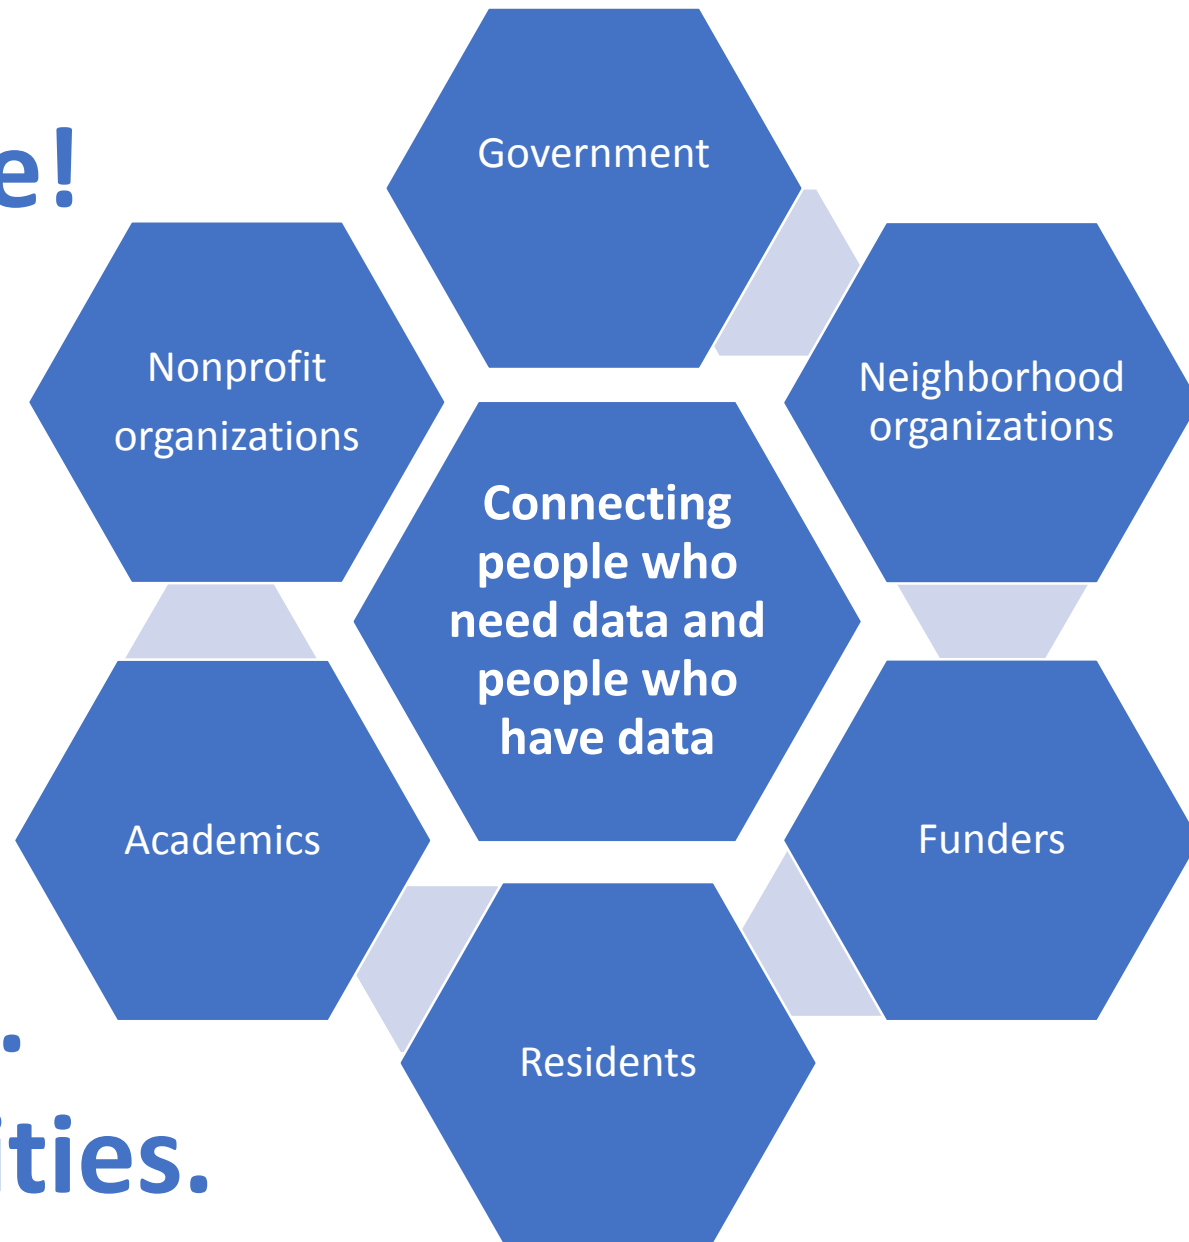 e!
Government
Nonprofit
organizations
Neighborhood
organizations
Connecting
people who
need data and
people who
have data
Academics
Funders
.
Residents
ities.